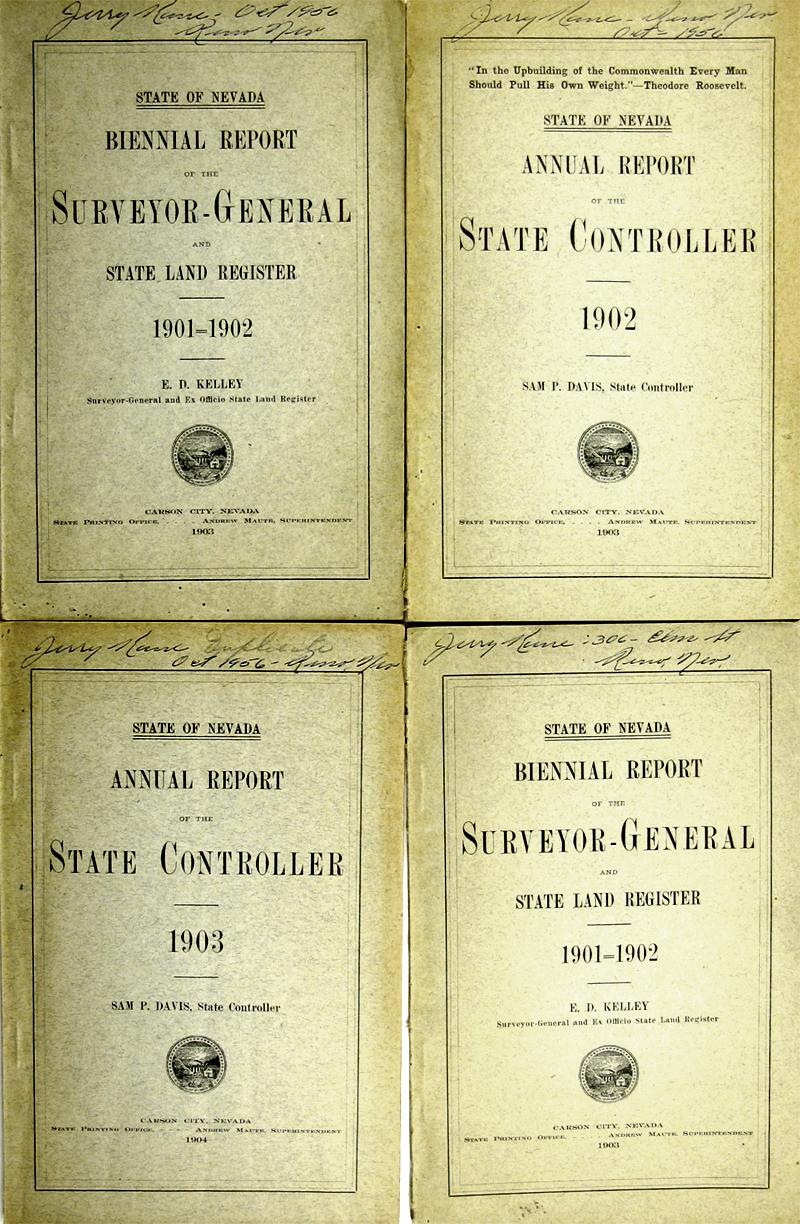 Jerry Kane - Oct 1956
Reno Nev
STATE OF NEVADA
BIENNIAL REPORT
OF THE
SURVEYOR-GENERAL
AND
STATE LAND REGISTER
1901=1902
E. D. KELLEY
Surveyor-General and Ex Officio State Land Register
CARSON CITY, NEVADA
STATE PRINTING OFFICE, . . . . ANDREW MAUTE, SUPERINTENDENT
1903
Jerry Kane - Reno Nev
Oct - 1956
"In the Upbuilding of the Commonwealth Every Man
Should Pull His Own Weight."—Theodore Roosevelt.
STATE OF NEVADA
ANNUAL REPORT
OF THE
STATE CONTROLLER
1902
SAM P. DAVIS, State Controller
CARSON CITY, NEVADA
STATE PRINTING OFFICE, . . . . ANDREW MAUTE, SUPERINTENDENT
1903
Jerry Kane Duplicate
Oct 1956 - Reno, Nev
STATE OF NEVADA
ANNUAL REPORT
OF THE
STATE CONTROLLER
1903
SAM P. DAVIS, State Controller
CARSON CITY, NEVADA
STATE PRINTING OFFICE, - - - - ANDREW MAUTE, SUPERINTENDENT
1904
Jerry Kane : 306 - Elm St
Reno, Nev.
STATE OF NEVADA
BIENNIAL REPORT
OF THE
SURVEYOR-GENERAL
AND
STATE LAND REGISTER
1901=1902
E. D. KELLEY
Surveyor-General and Ex Officio State Land Register
CARSON CITY, NEVADA
STATE PRINTING OFFICE, . . . . ANDREW MAUTE, SUPERINTENDENT
1903